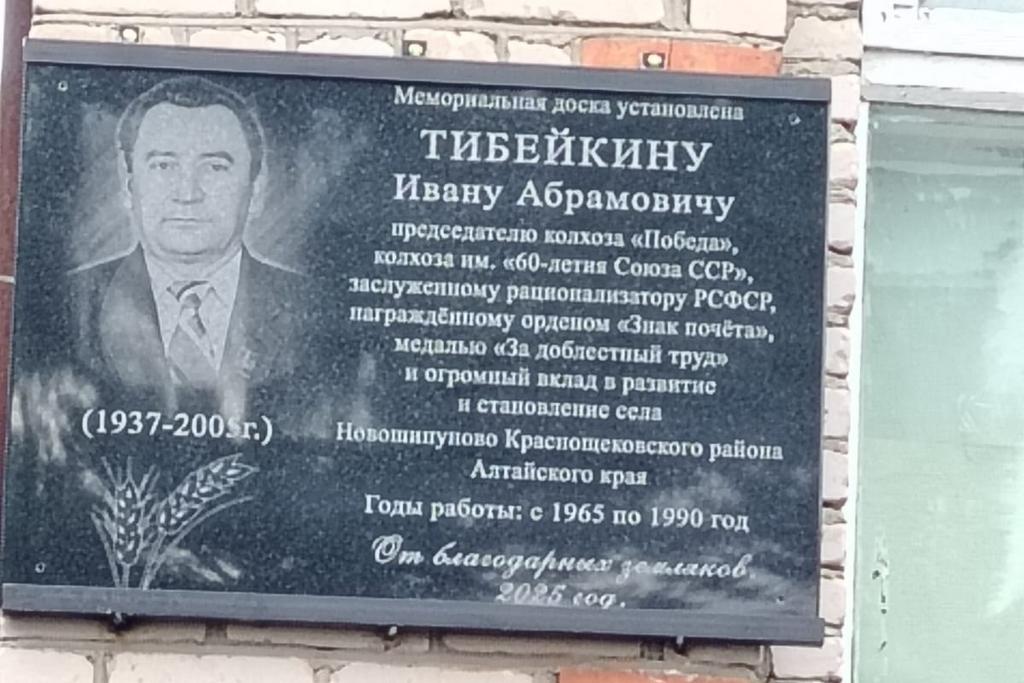 Мемориальная доска установлена
ТИБЕЙКИНУ
Ивану Абрамовичу
председателю колхоза «Победа»,
колхоза им. «60-летия Союза ССР»,
заслуженному рационализатору РСФСР,
награждённому орденом «Знак почёта»,
медалью «За доблестный труд»
и огромный вклад в развитие
и становление села
Новошипуново Краснощековского района
Алтайского края
Годы работы: с 1965 по 1990 год
От благодарных земляков.
2025 год.